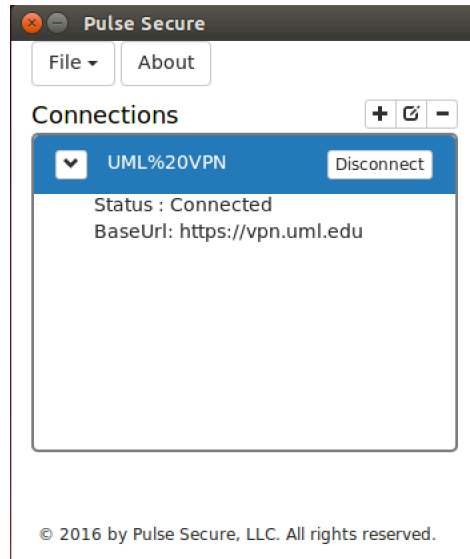 Pulse Secure
File About
Connections
UML%20VPN Disconnect
Status : Connected
BaseUrl: https://vpn.uml.edu
© 2016 by Pulse Secure, LLC. All rights reserved.